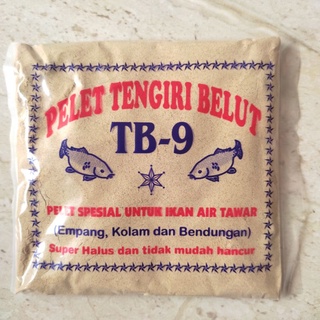 PELET TENGIRI BELUT
TB-9
PELET SPESIAL UNTUK IKAN AIR TAWAR
(Empang, Kolam dan Bendungan)
Super Halus dan tidak mudah hancur